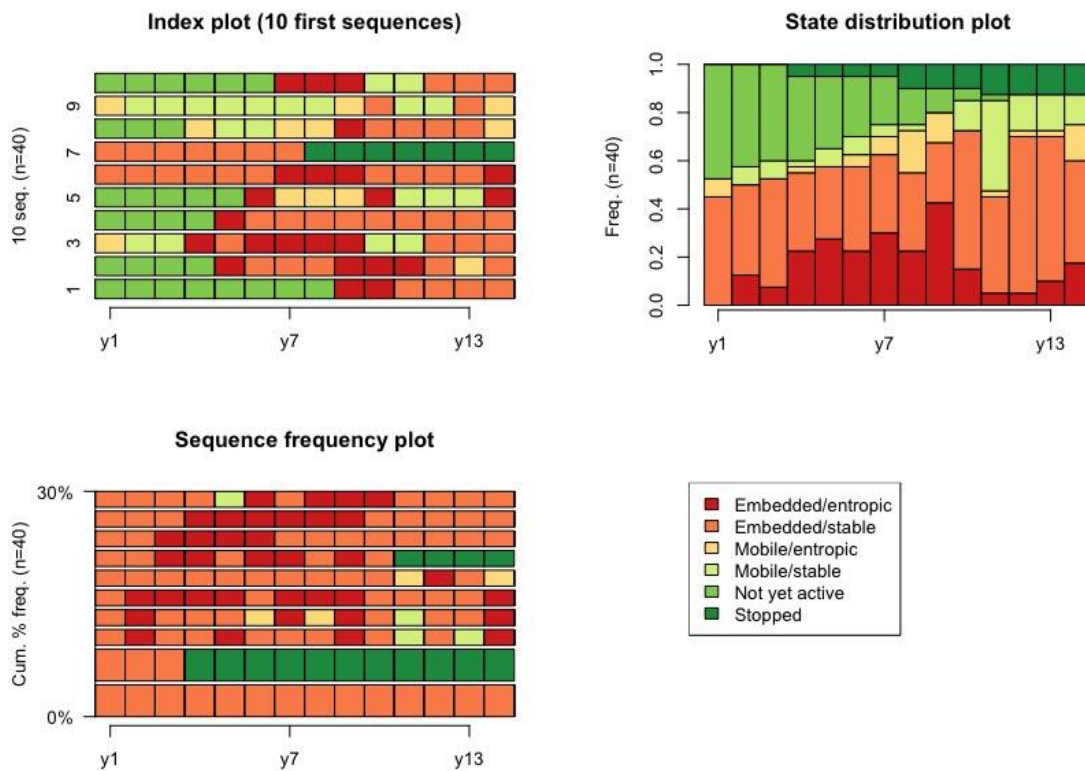 Index plot (10 first sequences)
10 seq. (n=40)
9
7
5
3
1
y1
y7
y13
State distribution plot
Freq. (n=40)
1.0
0.8
0.6
0.4
0.2
0.0
y1
y7
y13
Sequence frequency plot
Cum. % freq. (n=40)
30%
0%
y1
y7
y13
Embedded/entropic
Embedded/stable
Mobile/entropic
Mobile/stable
Not yet active
Stopped